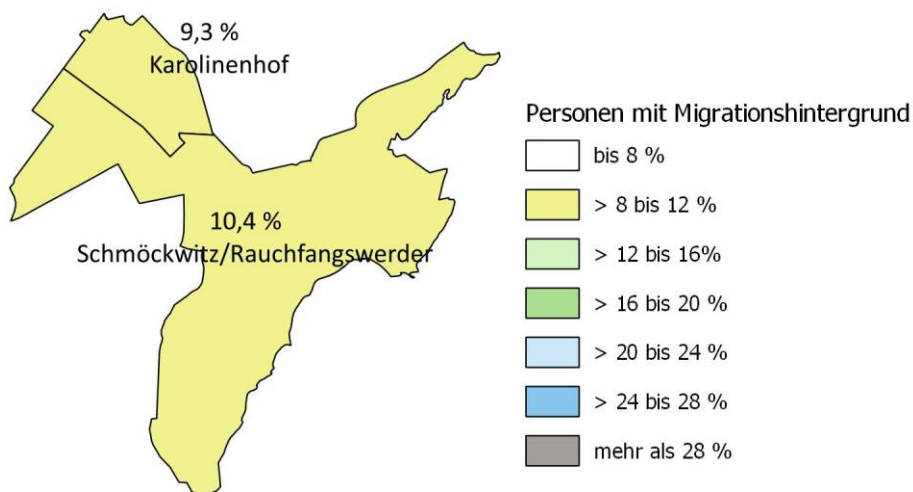 9,3 %
Karolinenhof
10,4 %
Schmöckwitz/Rauchfangswerder
Personen mit Migrationshintergrund
bis 8 %
> 8 bis 12 %
> 12 bis 16%
> 16 bis 20 %
> 20 bis 24 %
> 24 bis 28 %
mehr als 28 %